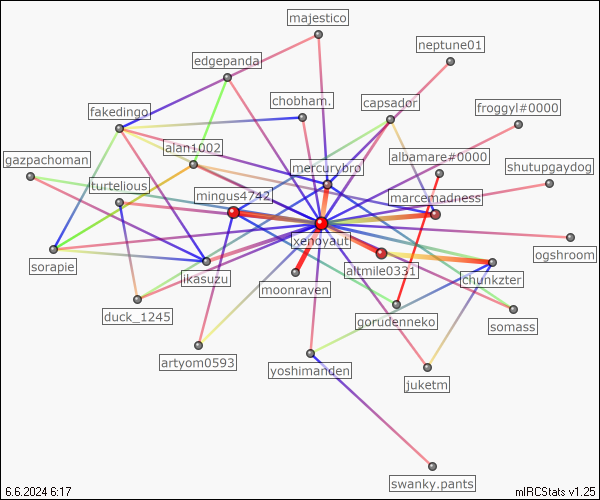 majestico
neptune01
edgepanda
chobham.
capsador
froggyl#0000
fakedingo
alan1002
albamare#0000
gazpachoman
mercurybro
shutupgaydog
turtelious
mingus4742
marcemadness
xenoyaut
ogshroom
sorapie
ikasuzu
altmile0331
chunkzter
moonraven
duck_1245
gorudenneko
somass
artyom0593
yoshimanden
juketm
swanky.pants
6.6.2024 6:17
mIRCStats v1.25